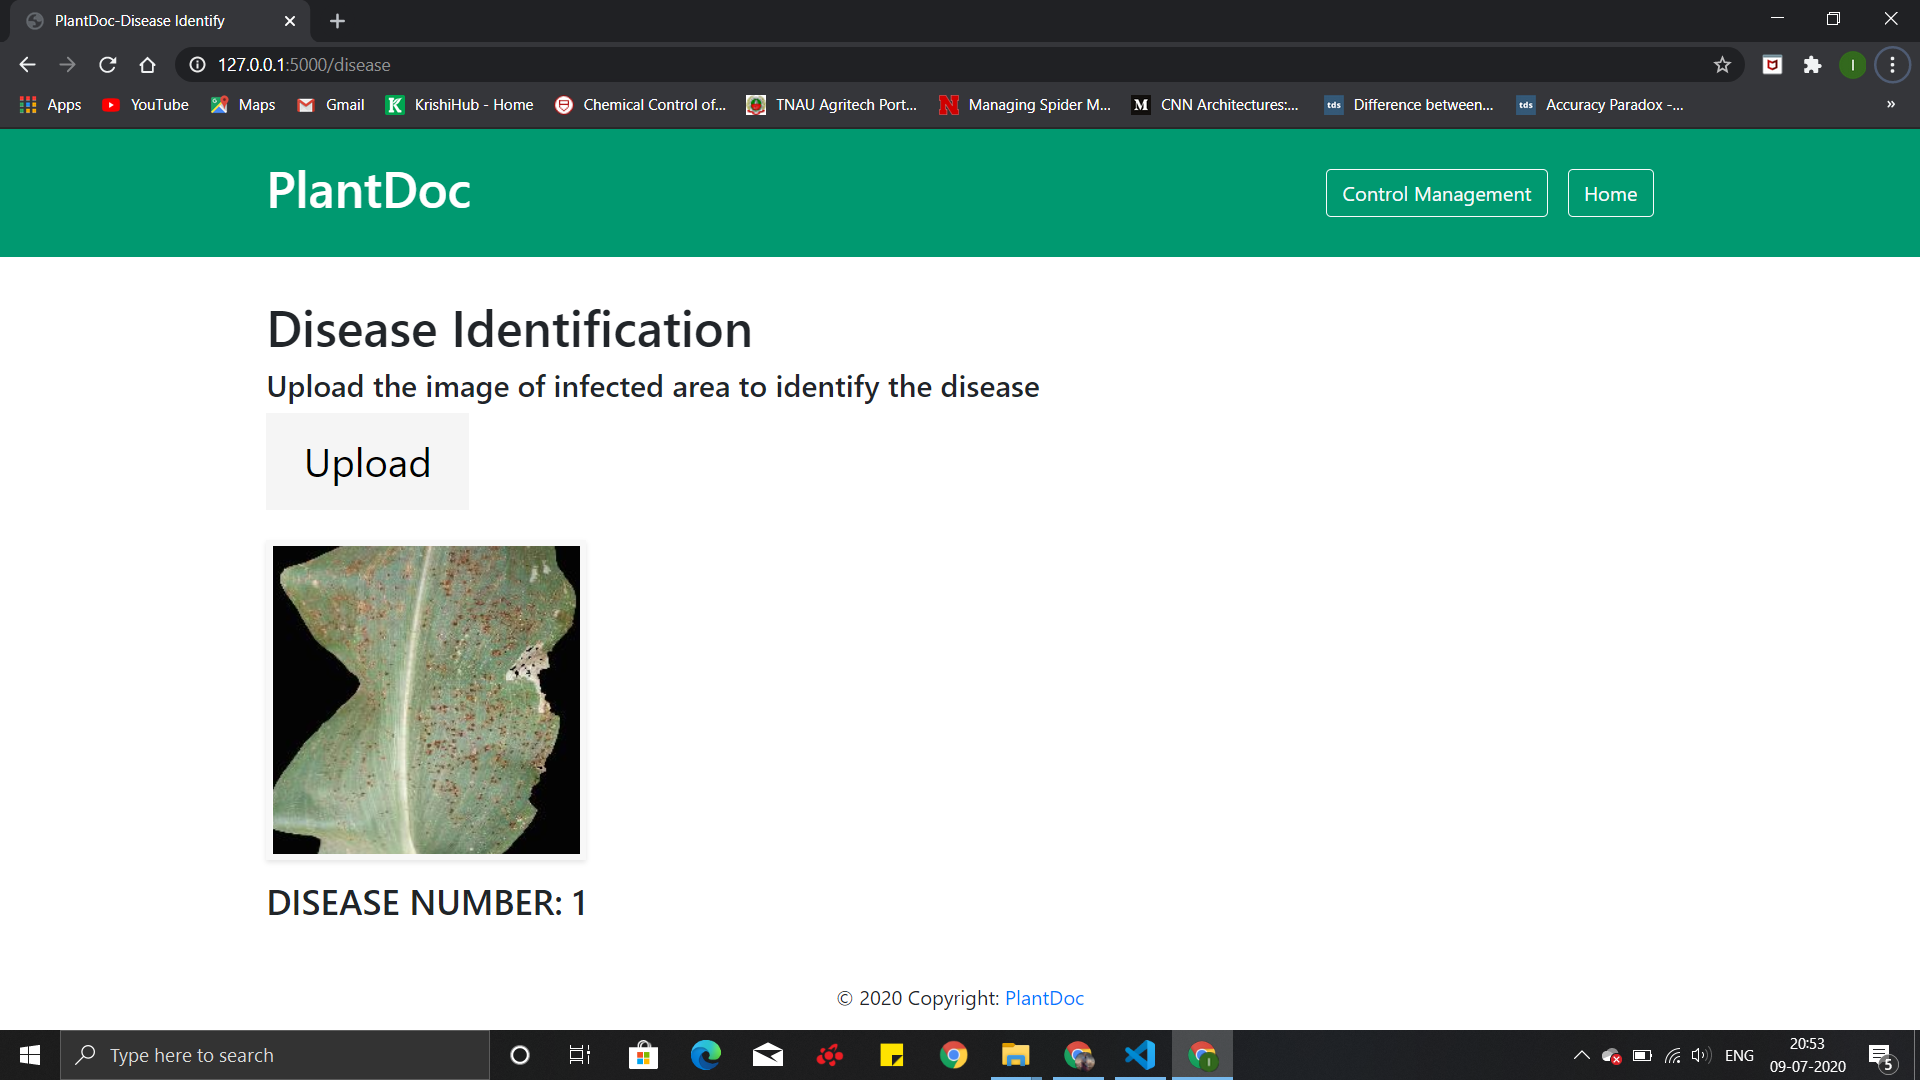 PlantDoc-Disease Identify
127.0.0.1:5000/disease
I
Apps YouTube Maps Gmail KrishiHub - Home Chemical Control of... TNAU Agritech Port... Managing Spider M... CNN Architectures:... Difference between... Accuracy Paradox -... »
PlantDoc
Control Management Home
Disease Identification
Upload the image of infected area to identify the disease
Upload
DISEASE NUMBER: 1
© 2020 Copyright: PlantDoc
Type here to search
ENG
20:53
09-07-2020
5